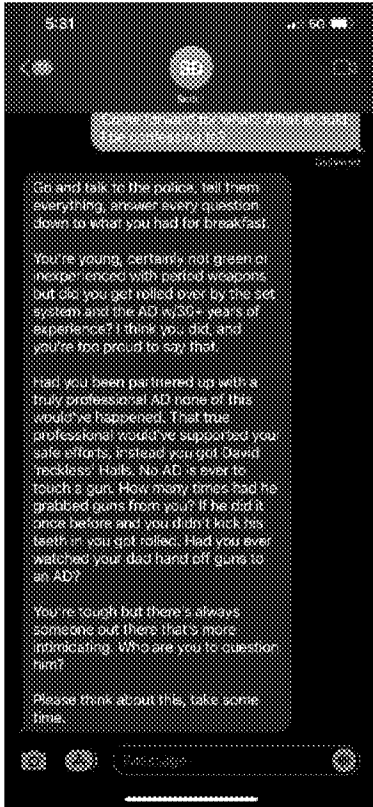 5:31
5G
Go and talk to the police, tell them
everything, answer every question
down to what you had for breakfast.
You're young, certainly not green or
inexperienced with period weapons,
but did you get rolled over by the set
system and the AD w/30+ years of
experience? I think you did, and
you're too proud to say that.
Had you been partnered up with a
truly professional AD none of this
would've happened. That true
professional would've supported your
safe efforts, instead you got David
'reckless' Halls. No AD is ever to
touch a gun. How many times had he
grabbed guns from you? If he did it
once before and you didn't kick his
teeth in you got rolled. Had you ever
watched your dad hand off guns to
an AD?
You're tough but there's always
someone out there that's more
intimidating. Who are you to question
him?
Please think about this, take some
time.
iMessage